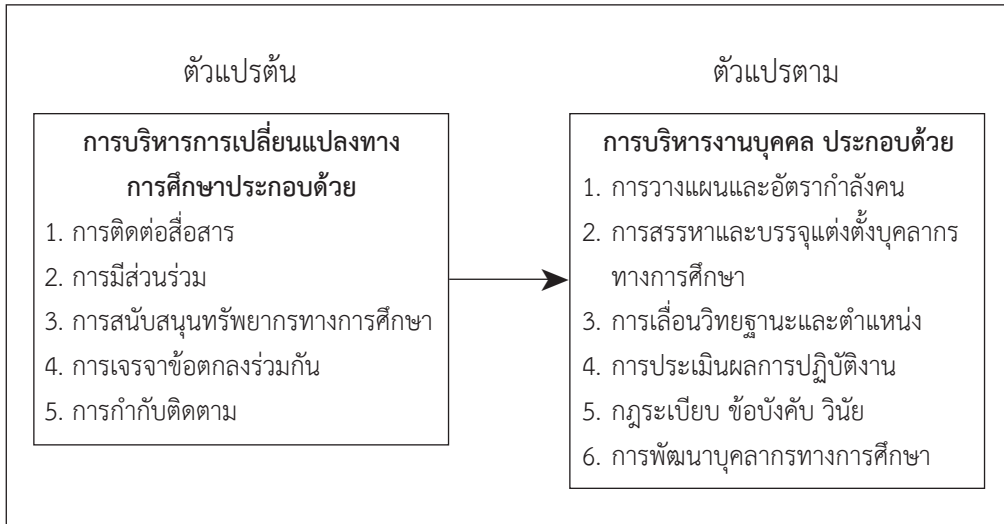 ตัวแปรต้น
การบริหารการเปลี่ยนแปลงทาง
การศึกษาประกอบด้วย
1. การติดต่อสื่อสาร
2. การมีส่วนร่วม
3. การสนับสนุนทรัพยากรทางการศึกษา
4. การเจรจาข้อตกลงร่วมกัน
5. การกำกับติดตาม
ตัวแปรตาม
การบริหารงานบุคคล ประกอบด้วย
1. การวางแผนและอัตรากำลังคน
2. การสรรหาและบรรจุแต่งตั้งบุคลากร
ทางการศึกษา
3. การเลื่อนวิทยฐานะและตำแหน่ง
4. การประเมินผลการปฏิบัติงาน
5. กฎระเบียบ ข้อบังคับ วินัย
6. การพัฒนาบุคลากรทางการศึกษา